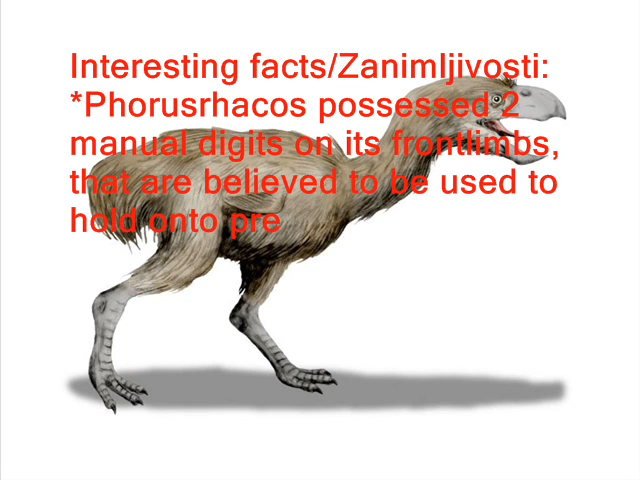 Interesting facts/Zanimljivosti:
*Phorusrhacos possessed 2
manual digits on its frontlimbs,
that are believed to be used to
hold onto pre